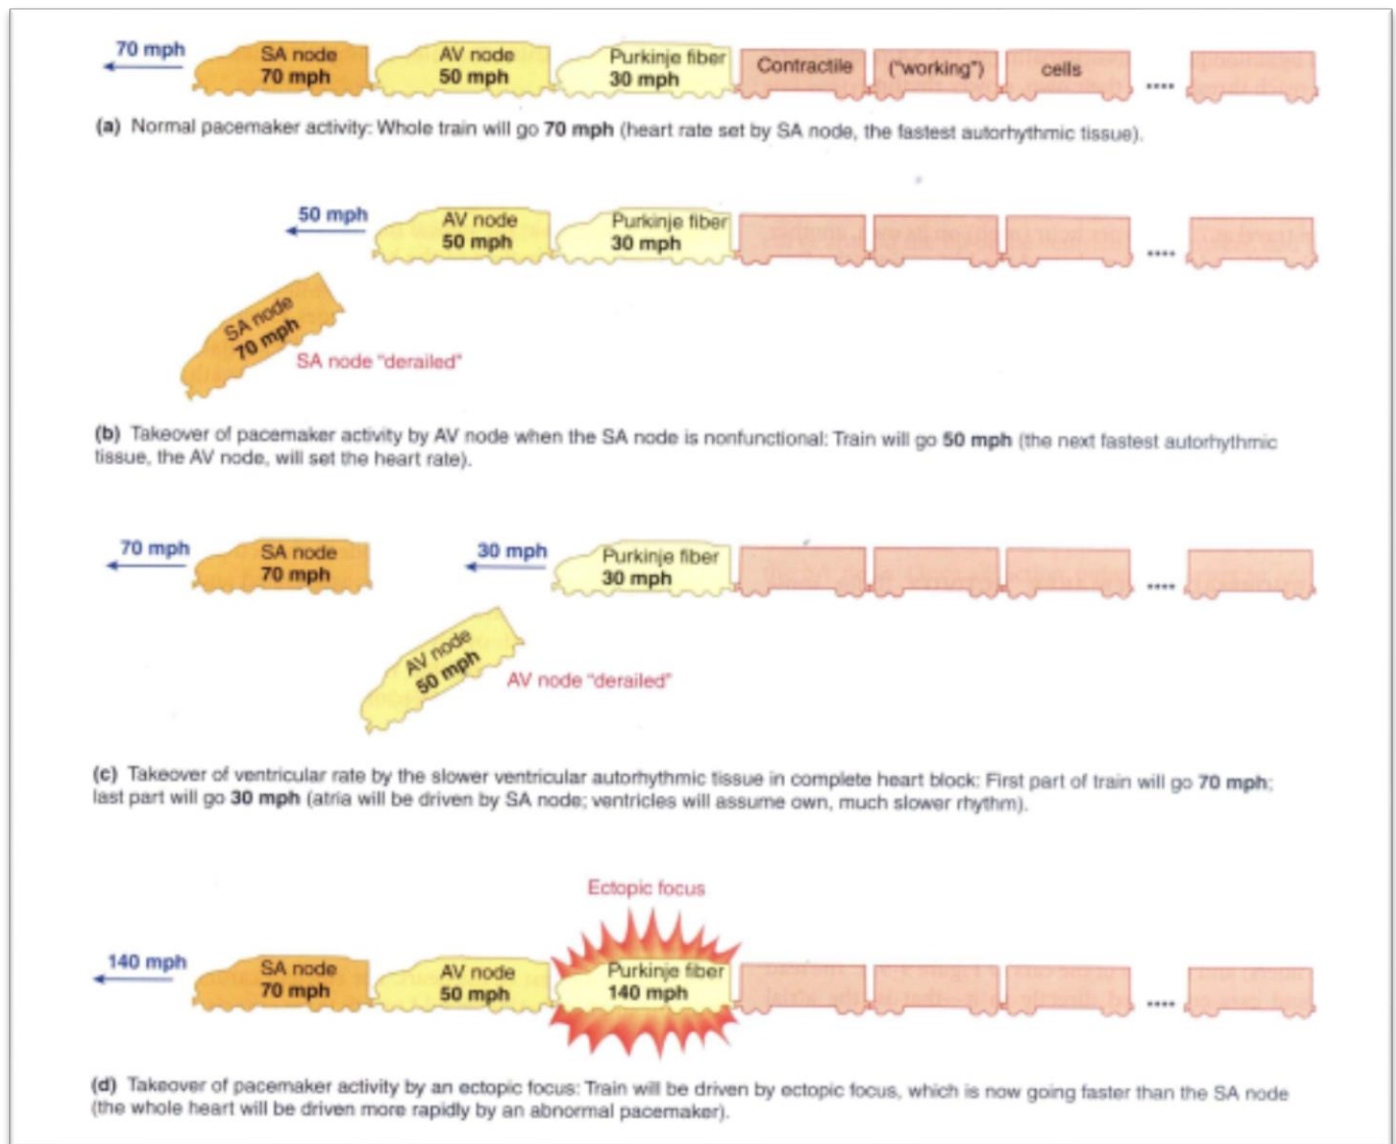 70 mph
SA node
70 mph
AV node
50 mph
Purkinje fiber
30 mph
Contractile
("working")
cells
....
(a) Normal pacemaker activity: Whole train will go 70 mph (heart rate set by SA node, the fastest autorhythmic tissue).
50 mph
AV node
50 mph
Purkinje fiber
30 mph
....
SA node
70 mph
SA node "derailed"
(b) Takeover of pacemaker activity by AV node when the SA node is nonfunctional: Train will go 50 mph (the next fastest autorhythmic
tissue, the AV node, will set the heart rate).
70 mph
SA node
70 mph
30 mph
Purkinje fiber
30 mph
....
AV node
50 mph
AV node "derailed"
(c) Takeover of ventricular rate by the slower ventricular autorhythmic tissue in complete heart block: First part of train will go 70 mph;
last part will go 30 mph (atria will be driven by SA node; ventricles will assume own, much slower rhythm).
Ectopic focus
140 mph
SA node
70 mph
AV node
50 mph
Purkinje fiber
140 mph
....
(d) Takeover of pacemaker activity by an ectopic focus: Train will be driven by ectopic focus, which is now going faster than the SA node
(the whole heart will be driven more rapidly by an abnormal pacemaker).